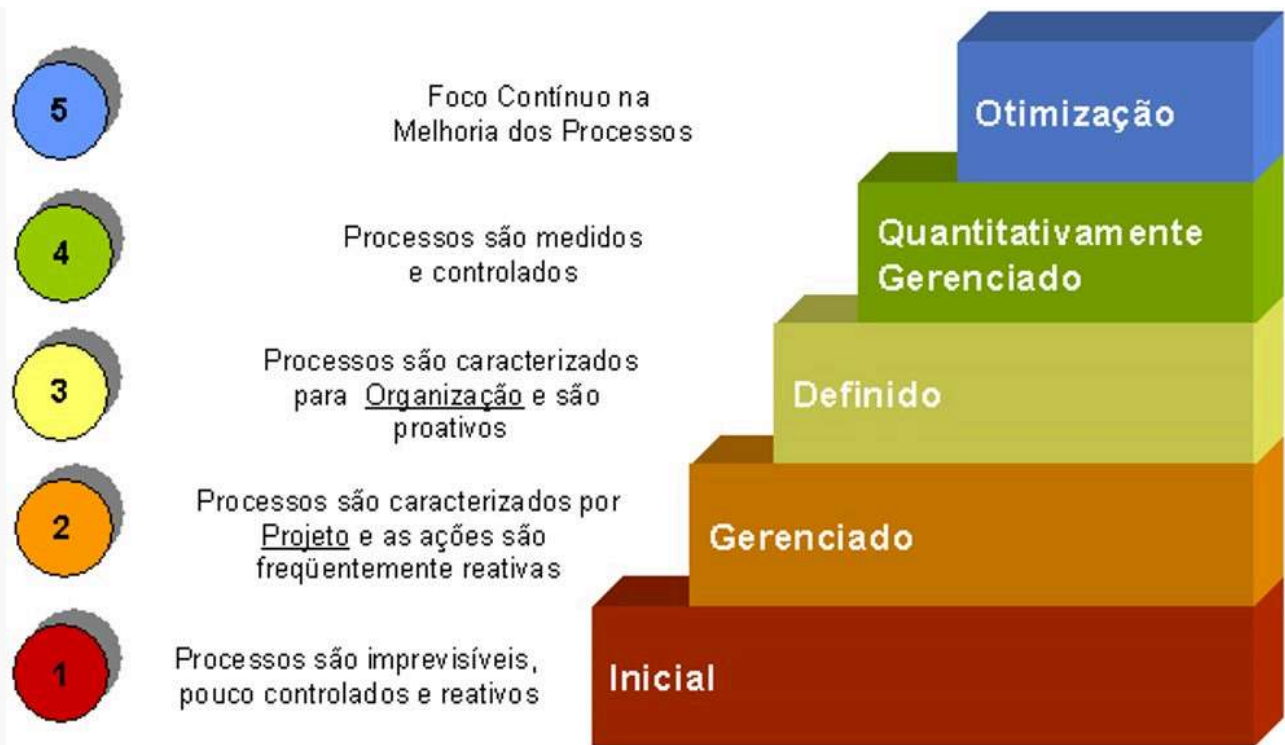 5
Foco Contínuo na
Melhoria dos Processos
Otimização
4
Processos são medidos
e controlados
Quantitativamente
Gerenciado
3
Processos são caracterizados
para Organização e são
proativos
Definido
2
Processos são caracterizados por
Projeto e as ações são
freqüentemente reativas
Gerenciado
1
Processos são imprevisíveis,
pouco controlados e reativos
Inicial